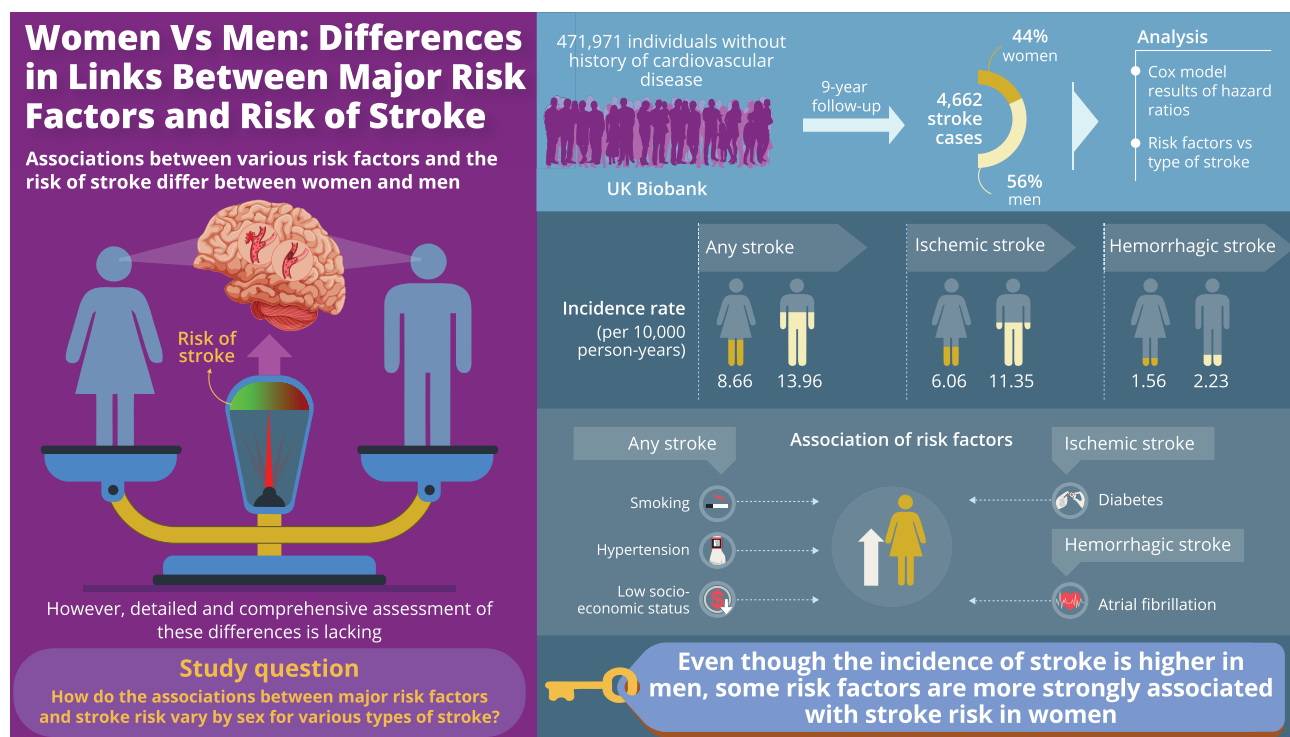 Women Vs Men: Differences
in Links Between Major Risk
Factors and Risk of Stroke
Associations between various risk factors and the
risk of stroke differ between women and men
Risk of
stroke
However, detailed and comprehensive assessment of
these differences is lacking
Study question
How do the associations between major risk factors
and stroke risk vary by sex for various types of stroke?
471,971 individuals without
history of cardiovascular
disease
UK Biobank
9-year
follow-up
4,662
stroke
cases
44%
women
56%
men
Analysis
Cox model
results of hazard
ratios
Risk factors vs
type of stroke
Incidence rate
(per 10,000
person-years)
Any stroke
8.66 13.96
Ischemic stroke
6.06 11.35
Hemorrhagic stroke
1.56 2.23
Association of risk factors
Any stroke
Smoking
Hypertension
Low socio-
economic status
$
Ischemic stroke
Diabetes
Hemorrhagic stroke
Atrial fibrillation
Even though the incidence of stroke is higher in
men, some risk factors are more strongly associated
with stroke risk in women